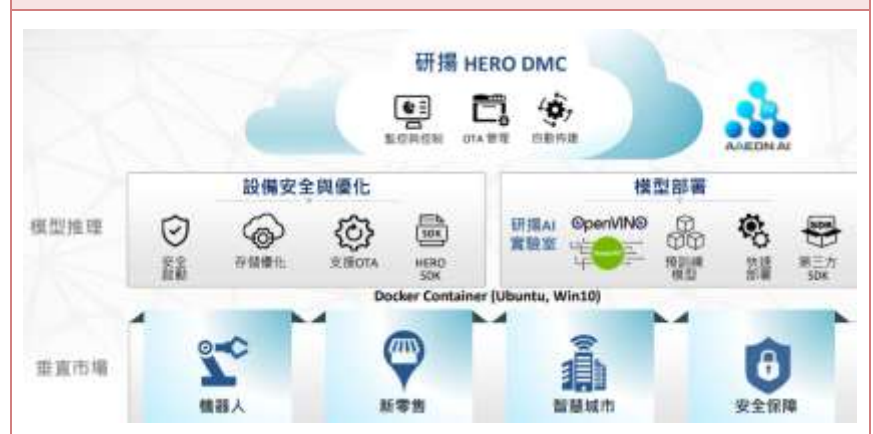 研揚 HERO DMC
監控與控制 OTA 管理 自動佈建
AAEON AI
設備安全與優化 模型部署
模型推理
安全啟動
存儲優化
支援OTA
SDK
HERO SDK
研揚AI
實驗室
OpenVINO
預訓練
模型
快速
部署
SDK
第三方
SDK
Docker Container (Ubuntu, Win10)
垂直市場
機器人 新零售 智慧城市 安全保障